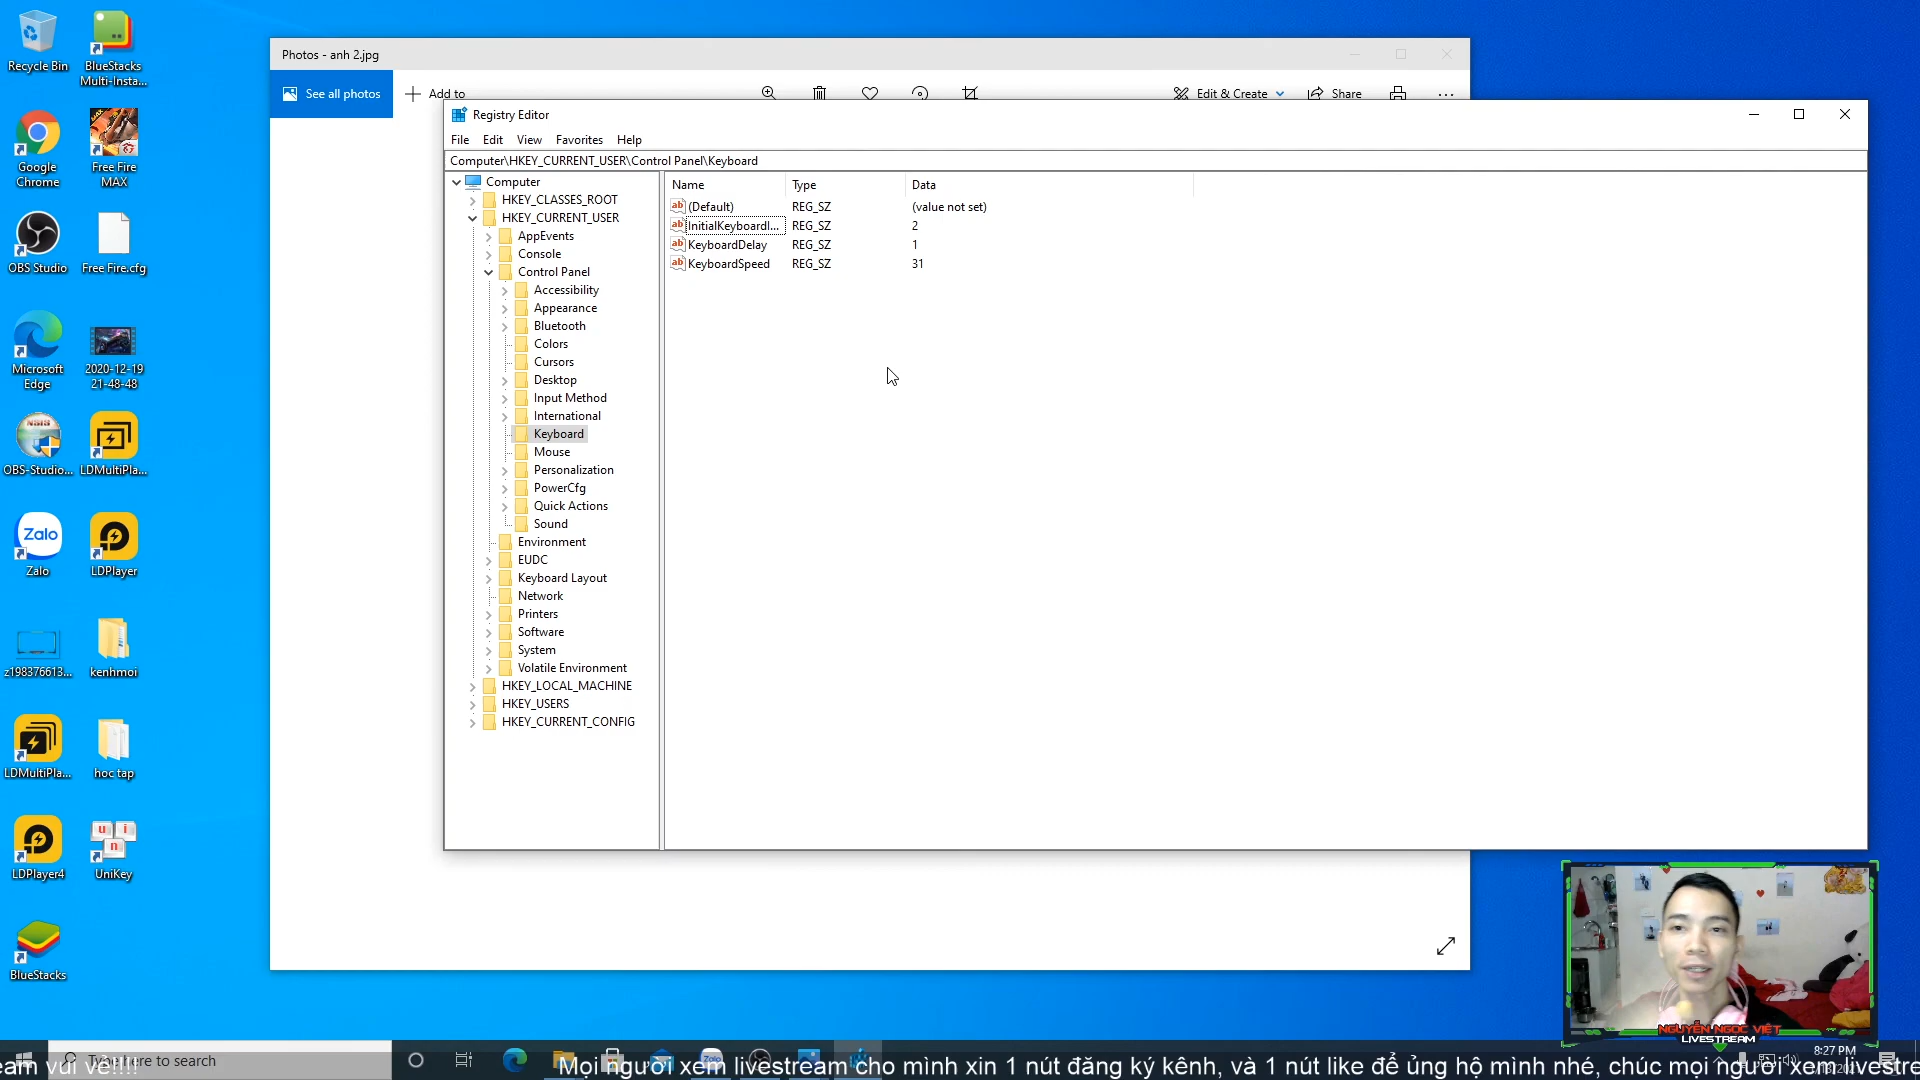 Recycle Bin
BlueStacks
Multi-Insta...
Google
Chrome
Free Fire
MAX
OBS Studio
Free Fire.cfg
Microsoft
Edge
2020-12-19
21-48-48
OBS-Studio...
LDMultiPla...
Zalo
Zalo
LDPlayer
z198376613...
kenhmoi
LDMultiPla...
hoc tap
LDPlayer4
UniKey
BlueStacks
Photos - anh 2.jpg
See all photos
Add to
Edit & Create
Share
Registry Editor
File Edit View Favorites Help
Computer\HKEY_CURRENT_USER\Control Panel\Keyboard
Computer
HKEY_CLASSES_ROOT
HKEY_CURRENT_USER
AppEvents
Console
Control Panel
Accessibility
Appearance
Bluetooth
Colors
Cursors
Desktop
Input Method
International
Keyboard
Mouse
Personalization
PowerCfg
Quick Actions
Sound
Environment
EUDC
Keyboard Layout
Network
Printers
Software
System
Volatile Environment
HKEY_LOCAL_MACHINE
HKEY_USERS
HKEY_CURRENT_CONFIG
Name Type Data
(Default) REG_SZ (value not set)
InitialKeyboardI... REG_SZ 2
KeyboardDelay REG_SZ 1
KeyboardSpeed REG_SZ 31
NGUYỄN NGỌC VIỆT
LIVESTREAM
Type here to search
8:27 PM
eam vui vẻ!!!!
Mọi người xem livestream cho mình xin 1 nút đăng ký kênh, và 1 nút like để ủng hộ mình nhé, chúc mọi người xem livestre